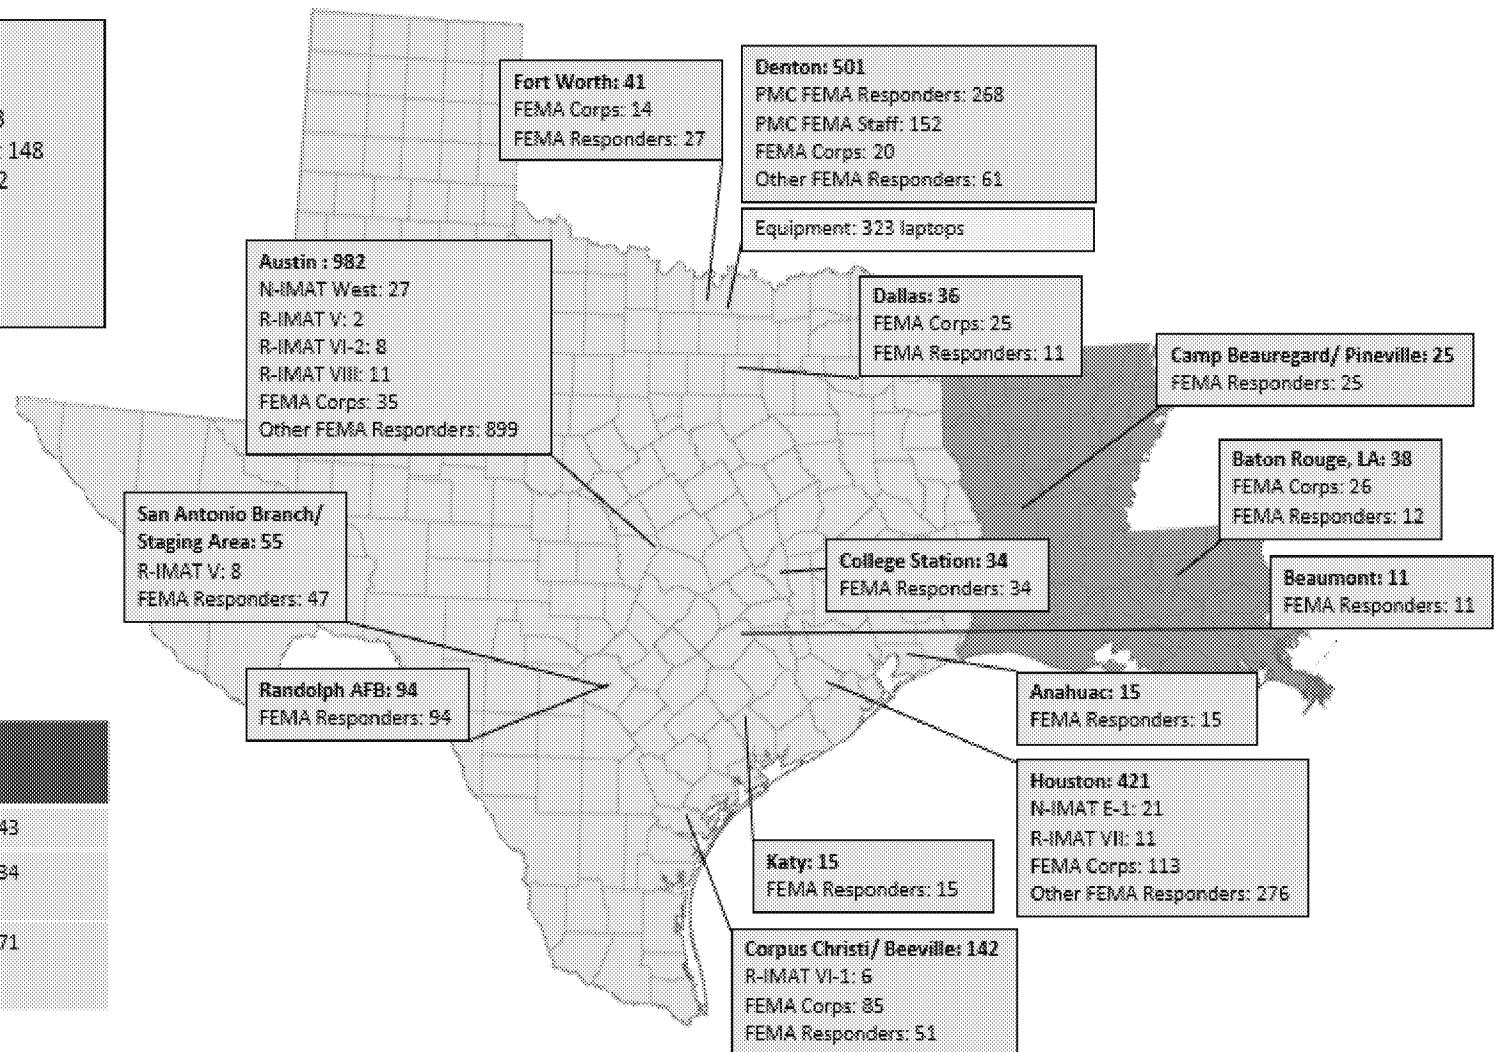 3
: 148
2
Fort Worth: 41
FEMA Corps: 14
FEMA Responders: 27
Denton: 501
PMC FEMA Responders: 268
PMC FEMA Staff: 152
FEMA Corps: 20
Other FEMA Responders: 61
Equipment: 323 laptops
Austin : 982
N-IMAT West: 27
R-IMAT V: 2
R-IMAT VI-2: 8
R-IMAT VIII: 11
FEMA Corps: 35
Other FEMA Responders: 899
Dallas: 36
FEMA Corps: 25
FEMA Responders: 11
Camp Beauregard/ Pineville: 25
FEMA Responders: 25
Baton Rouge, LA: 38
FEMA Corps: 26
FEMA Responders: 12
San Antonio Branch/
Staging Area: 55
R-IMAT V: 8
FEMA Responders: 47
College Station: 34
FEMA Responders: 34
Beaumont: 11
FEMA Responders: 11
Randolph AFB: 94
FEMA Responders: 94
Anahuac: 15
FEMA Responders: 15
Houston: 421
N-IMAT E-1: 21
R-IMAT VII: 11
FEMA Corps: 113
Other FEMA Responders: 276
43
34
71
Katy: 15
FEMA Responders: 15
Corpus Christi/ Beeville: 142
R-IMAT VI-1: 6
FEMA Corps: 85
FEMA Responders: 51